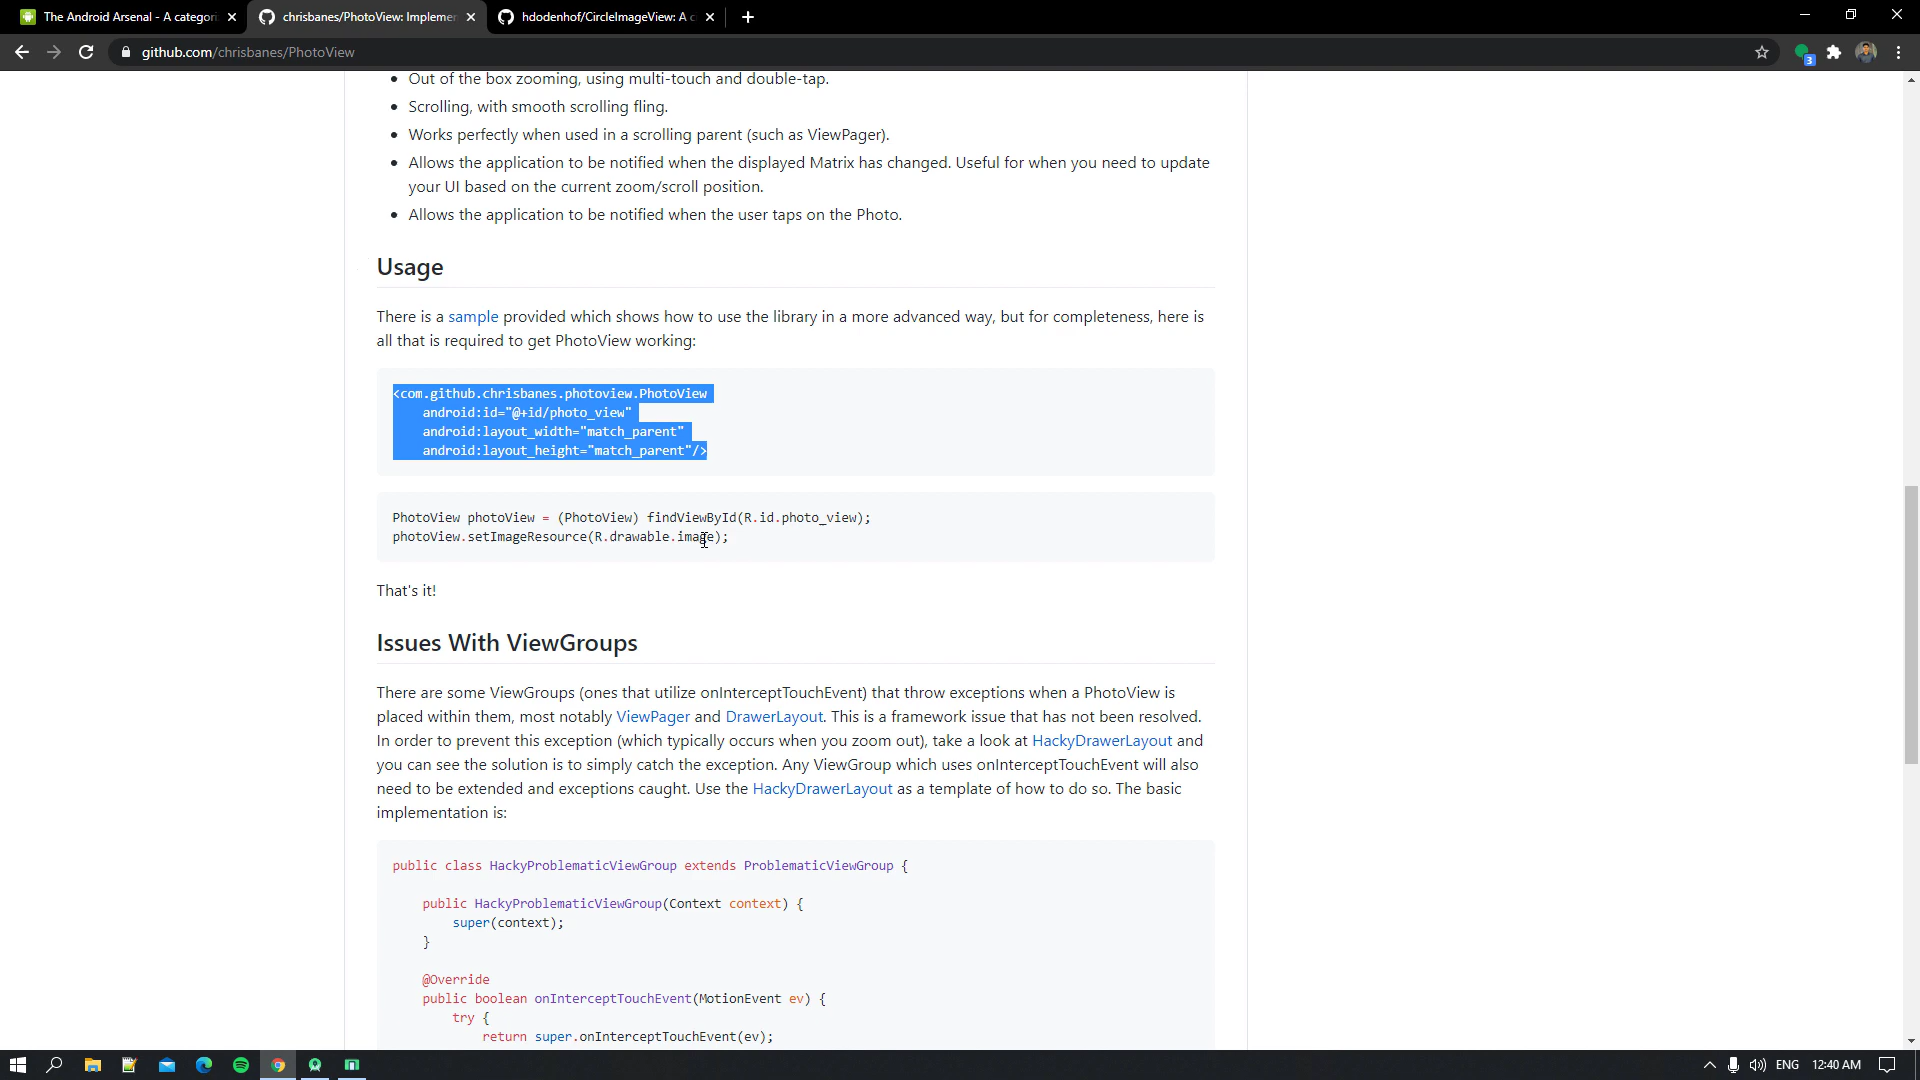 The Android Arsenal - A categori
chrisbanes/PhotoView: Implemen
hdodenhof/CircleImageView: A c
github.com/chrisbanes/PhotoView
3
Out of the box zooming, using multi-touch and double-tap.
Scrolling, with smooth scrolling fling.
Works perfectly when used in a scrolling parent (such as ViewPager).
Allows the application to be notified when the displayed Matrix has changed. Useful for when you need to update
your UI based on the current zoom/scroll position.
Allows the application to be notified when the user taps on the Photo.
Usage
There is a sample provided which shows how to use the library in a more advanced way, but for completeness, here is
all that is required to get PhotoView working:
<com.github.chrisbanes.photoview.PhotoView
    android:id="@+id/photo_view"
    android:layout_width="match_parent"
    android:layout_height="match_parent"/>
PhotoView photoView = (PhotoView) findViewById(R.id.photo_view);
photoView.setImageResource(R.drawable.image);
That's it!
Issues With ViewGroups
There are some ViewGroups (ones that utilize onInterceptTouchEvent) that throw exceptions when a PhotoView is
placed within them, most notably ViewPager and DrawerLayout. This is a framework issue that has not been resolved.
In order to prevent this exception (which typically occurs when you zoom out), take a look at HackyDrawerLayout and
you can see the solution is to simply catch the exception. Any ViewGroup which uses onInterceptTouchEvent will also
need to be extended and exceptions caught. Use the HackyDrawerLayout as a template of how to do so. The basic
implementation is:
public class HackyProblematicViewGroup extends ProblematicViewGroup {
    public HackyProblematicViewGroup(Context context) {
        super(context);
    }
    @Override
    public boolean onInterceptTouchEvent(MotionEvent ev) {
        try {
            return super.onInterceptTouchEvent(ev);
ENG
12:40 AM